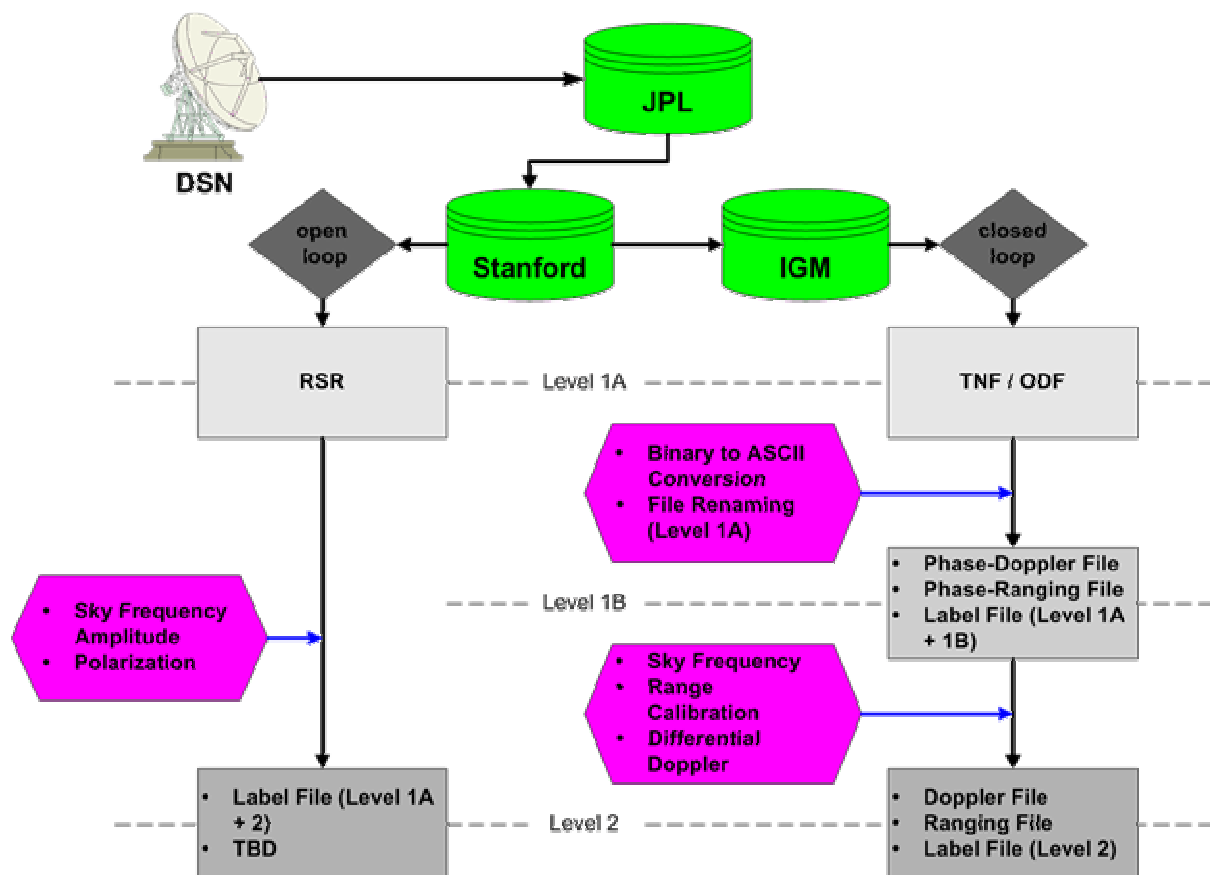 JPL
DSN
open
loop
Stanford
IGM
closed
loop
RSR
Level 1A
TNF / ODF
• Binary to ASCII
Conversion
• File Renaming
(Level 1A)
• Phase-Doppler File
• Phase-Ranging File
• Label File (Level 1A
+ 1B)
Level 1B
• Sky Frequency
Amplitude
• Polarization
• Sky Frequency
• Range
Calibration
• Differential
Doppler
• Label File (Level 1A
+ 2)
• TBD
Level 2
• Doppler File
• Ranging File
• Label File (Level 2)